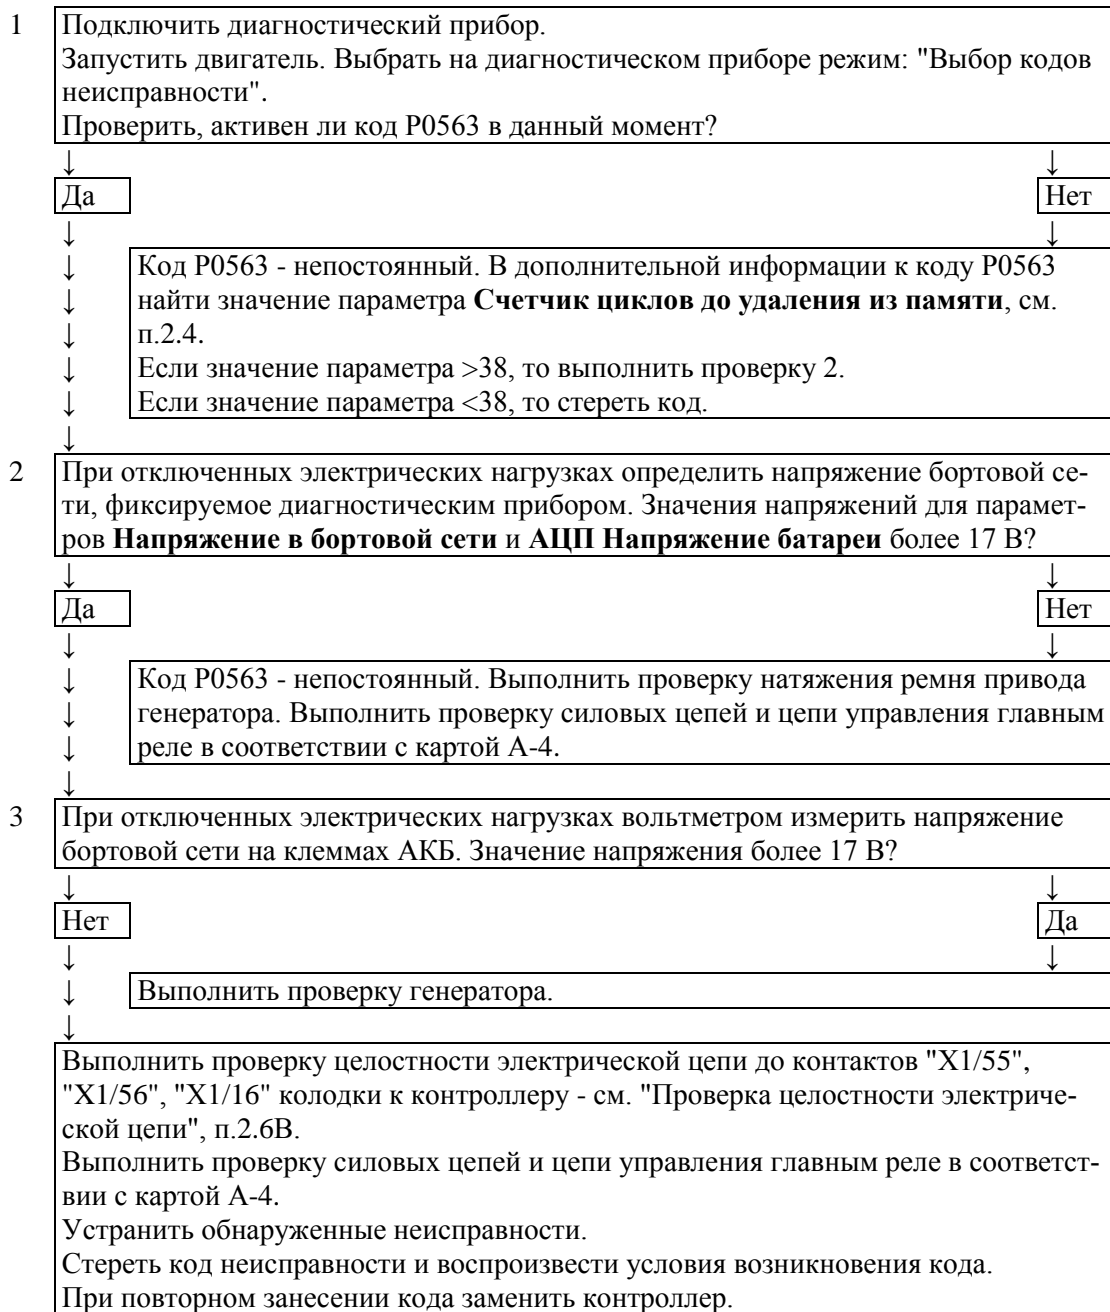 1 Подключить диагностический прибор.
Запустить двигатель. Выбрать на диагностическом приборе режим: "Выбор кодов
неисправности".
Проверить, активен ли код P0563 в данный момент?
↓ ↓
Да Нет
↓ ↓
↓ Код P0563 - непостоянный. В дополнительной информации к коду P0563
↓ найти значение параметра Счетчик циклов до удаления из памяти, см.
↓ п.2.4.
↓ Если значение параметра >38, то выполнить проверку 2.
↓ Если значение параметра <38, то стереть код.
↓
2 При отключенных электрических нагрузках определить напряжение бортовой се-
ти, фиксируемое диагностическим прибором. Значения напряжений для парамет-
ров Напряжение в бортовой сети и АЦП Напряжение батареи более 17 В?
↓ ↓
Да Нет
↓ ↓
↓ Код P0563 - непостоянный. Выполнить проверку натяжения ремня привода
↓ генератора. Выполнить проверку силовых цепей и цепи управления главным
↓ реле в соответствии с картой А-4.
↓
3 При отключенных электрических нагрузках вольтметром измерить напряжение
бортовой сети на клеммах АКБ. Значение напряжения более 17 В?
↓ ↓
Нет Да
↓ ↓
↓ Выполнить проверку генератора.
↓
Выполнить проверку целостности электрической цепи до контактов "X1/55",
"X1/56", "X1/16" колодки к контроллеру - см. "Проверка целостности электриче-
ской цепи", п.2.6В.
Выполнить проверку силовых цепей и цепи управления главным реле в соответст-
вии с картой А-4.
Устранить обнаруженные неисправности.
Стереть код неисправности и воспроизвести условия возникновения кода.
При повторном занесении кода заменить контроллер.